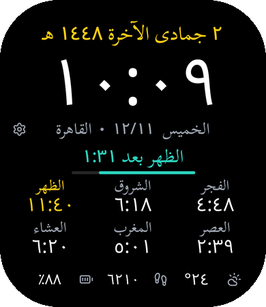 ٢ جمادى الآخرة ١٤٤٨ هـ
١٠:٠٩
الخميس ١٢/١١ • القاهرة
الظهر بعد ١:٣١
الفجر الشروق الظهر
٤:٤٨ ٦:١٨ ١١:٤٠
العصر المغرب العشاء
٢:٣٩ ٥:٠١ ٦:٢٠
٢٤° ٦٢١٠ ٨٨٪